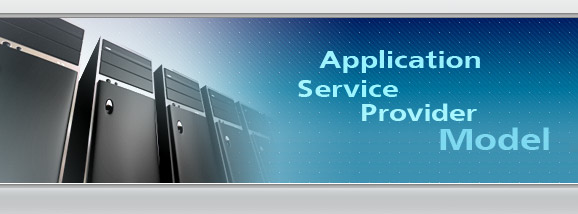 Application
Service
Provider
Model